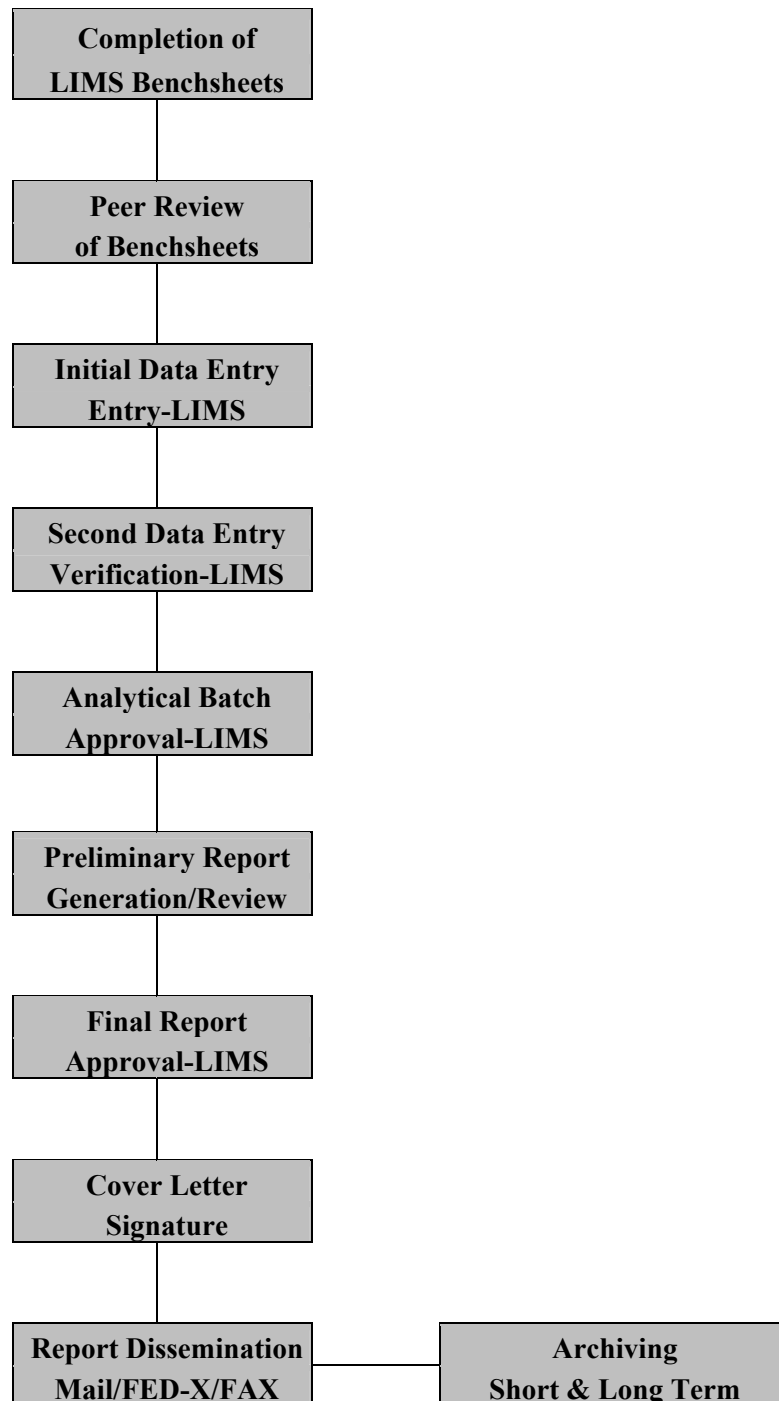 Completion of
LIMS Benchsheets
Peer Review
of Benchsheets
Initial Data Entry
Entry-LIMS
Second Data Entry
Verification-LIMS
Analytical Batch
Approval-LIMS
Preliminary Report
Generation/Review
Final Report
Approval-LIMS
Cover Letter
Signature
Report Dissemination
Mail/FED-X/FAX
Archiving
Short & Long Term